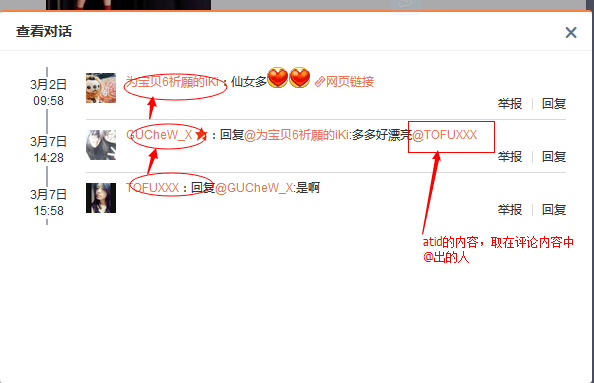 查看对话
3月2日
09:58
为宝贝6祈願的iKi：仙女多 网页链接
举报 | 回复
3月7日
14:28
GUCheW_X ：回复@为宝贝6祈願的iKi:多多好漂亮@TOFUXXX
举报 | 回复
3月7日
15:58
TOFUXXX：回复@GUCheW_X:是啊
举报 | 回复
atid的内容，取在评论内容中
@出的人